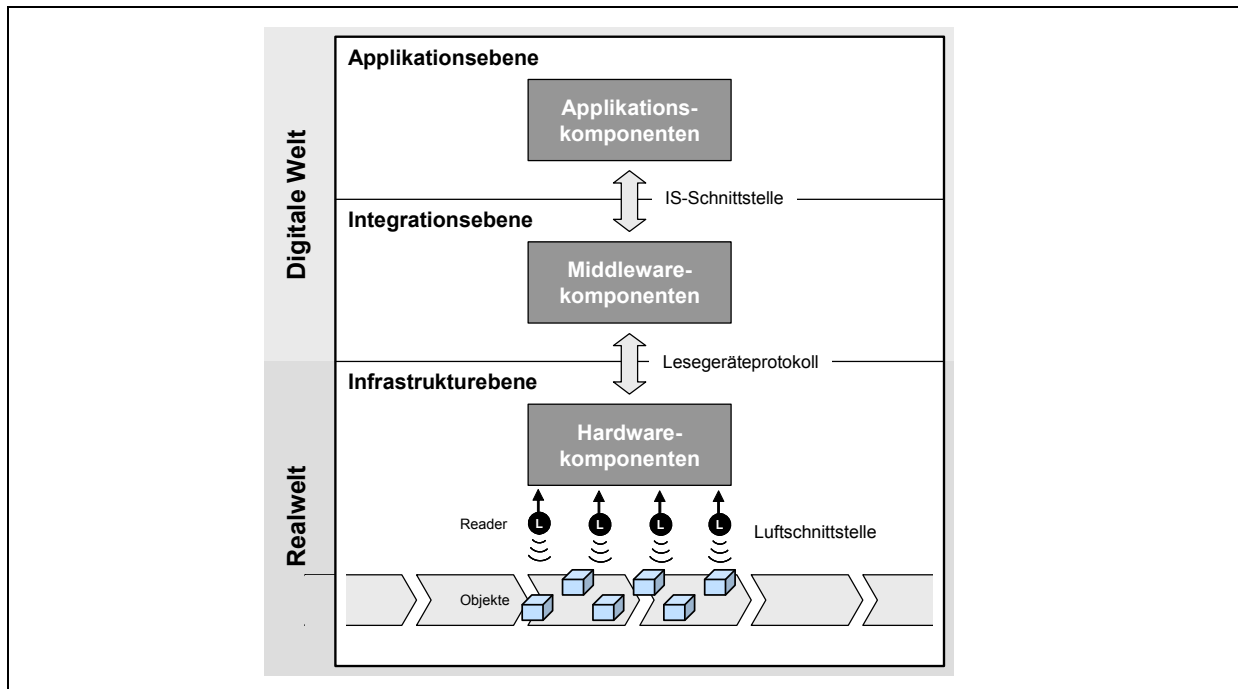 Applikationsebene
Applikations-
komponenten
IS-Schnittstelle
Digitale Welt
Integrationsebene
Middleware-
komponenten
Lesegeräteprotokoll
Infrastrukturebene
Hardware-
komponenten
Realwelt
Reader
L
L
L
L
Luftschnittstelle
Objekte